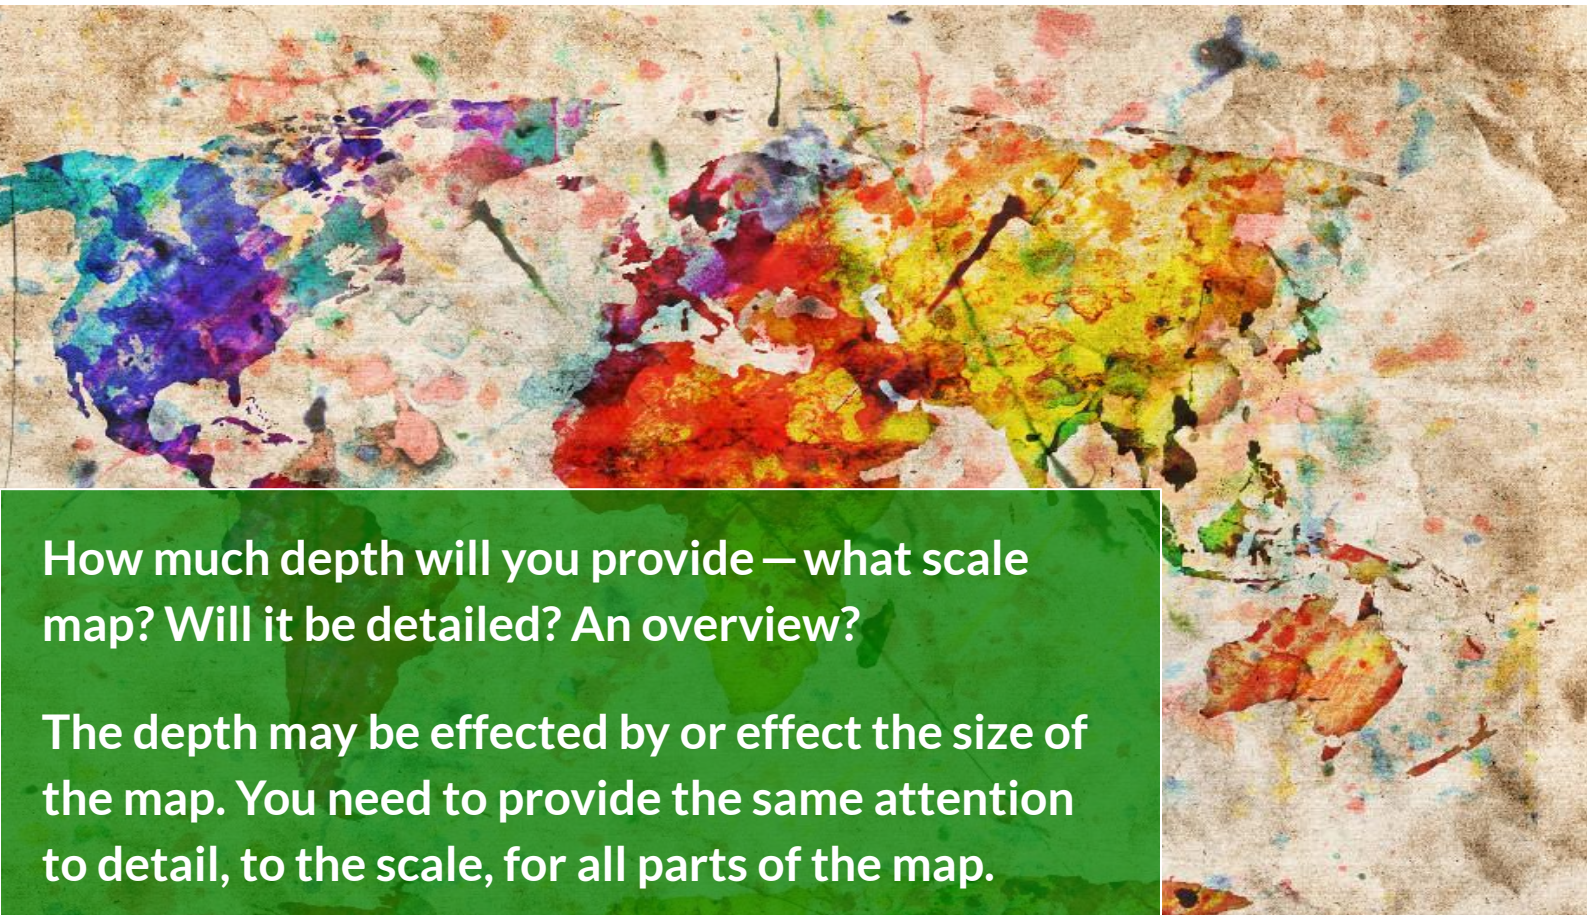 How much depth will you provide — what scale
map? Will it be detailed? An overview?
The depth may be effected by or effect the size of
the map. You need to provide the same attention
to detail, to the scale, for all parts of the map.